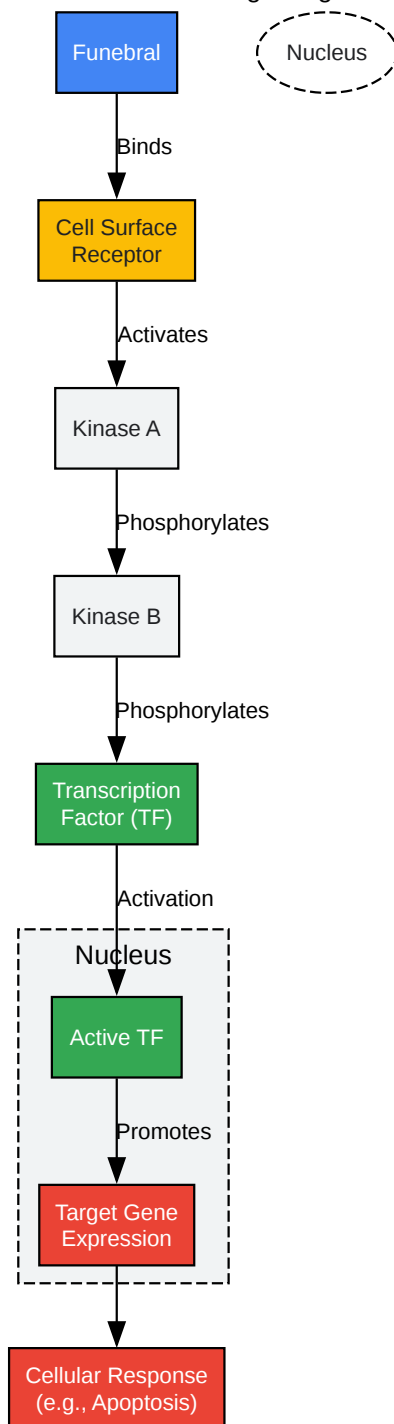 Funebral
Nucleus
Binds
Cell Surface
Receptor
Activates
Kinase A
Phosphorylates
Kinase B
Phosphorylates
Transcription
Factor (TF)
Activation
Nucleus
Active TF
Promotes
Target Gene
Expression
Cellular Response
(e.g., Apoptosis)